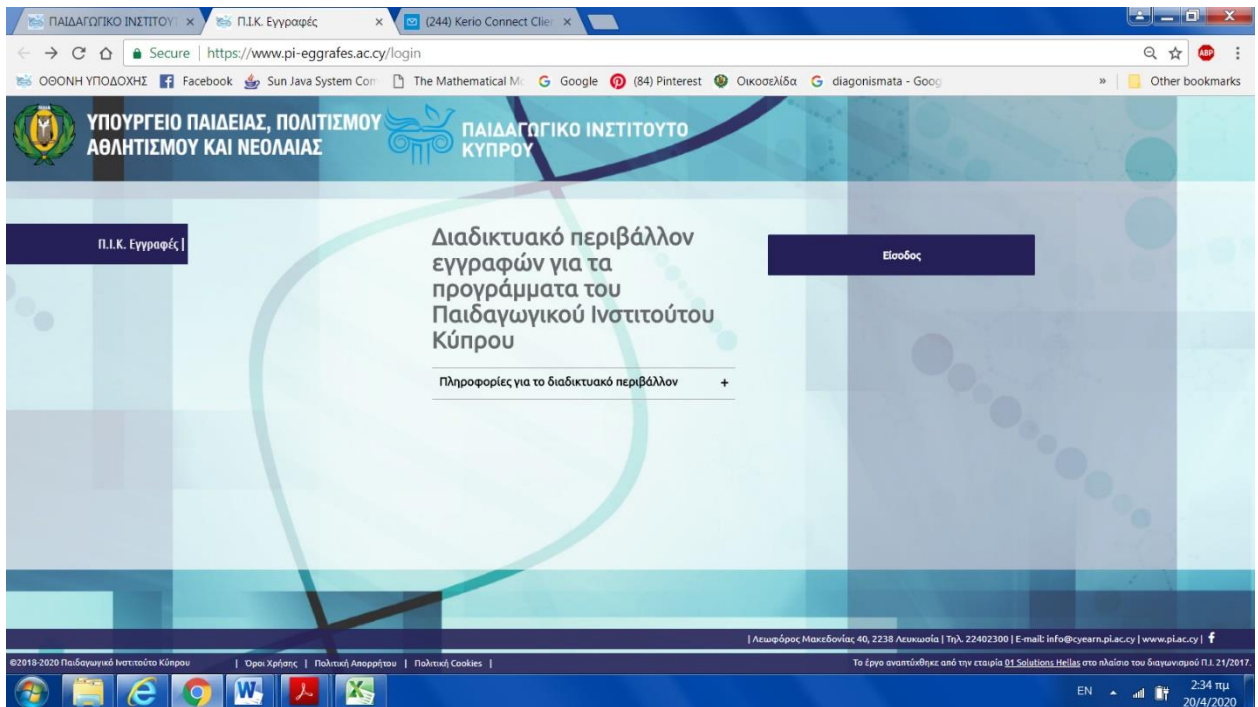 ΠΑΙΔΑΓΩΓΙΚΟ ΙΝΣΤΙΤΟΥΤ
Π.Ι.Κ. Εγγραφές
(244) Kerio Connect Clien
Secure | https://www.pi-eggrafes.ac.cy/login
ABP
ΟΘΟΝΗ ΥΠΟΔΟΧΗΣ Facebook Sun Java System Com The Mathematical Mo Google (84) Pinterest Οικοσελίδα diagonismata - Goog » Other bookmarks
ΥΠΟΥΡΓΕΙΟ ΠΑΙΔΕΙΑΣ, ΠΟΛΙΤΙΣΜΟΥ
ΑΘΛΗΤΙΣΜΟΥ ΚΑΙ ΝΕΟΛΑΙΑΣ
ΠΑΙΔΑΓΩΓΙΚΟ ΙΝΣΤΙΤΟΥΤΟ
ΚΥΠΡΟΥ
Π.Ι.Κ. Εγγραφές |
Διαδικτυακό περιβάλλον
εγγραφών για τα
προγράμματα του
Παιδαγωγικού Ινστιτούτου
Κύπρου
Πληροφορίες για το διαδικτυακό περιβάλλον +
Είσοδος
| Λεωφόρος Μακεδονίας 40, 2238 Λευκωσία | Τηλ. 22402300 | E-mail: info@cyearn.pi.ac.cy | www.pi.ac.cy | f
©2018-2020 Παιδαγωγικό Ινστιτούτο Κύπρου | Όροι Χρήσης | Πολιτική Απορρήτου | Πολιτική Cookies |
Το έργο αναπτύχθηκε από την εταιρία 01 Solutions Hellas στο πλαίσιο του διαγωνισμού Π.Ι. 21/2017.
EN
2:34 πμ
20/4/2020